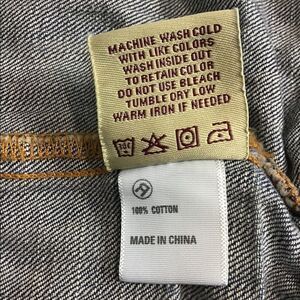 MACHINE WASH COLD
WITH LIKE COLORS
WASH INSIDE OUT
TO RETAIN COLOR
DO NOT USE BLEACH
TUMBLE DRY LOW
WARM IRON IF NEEDED
100% COTTON
MADE IN CHINA